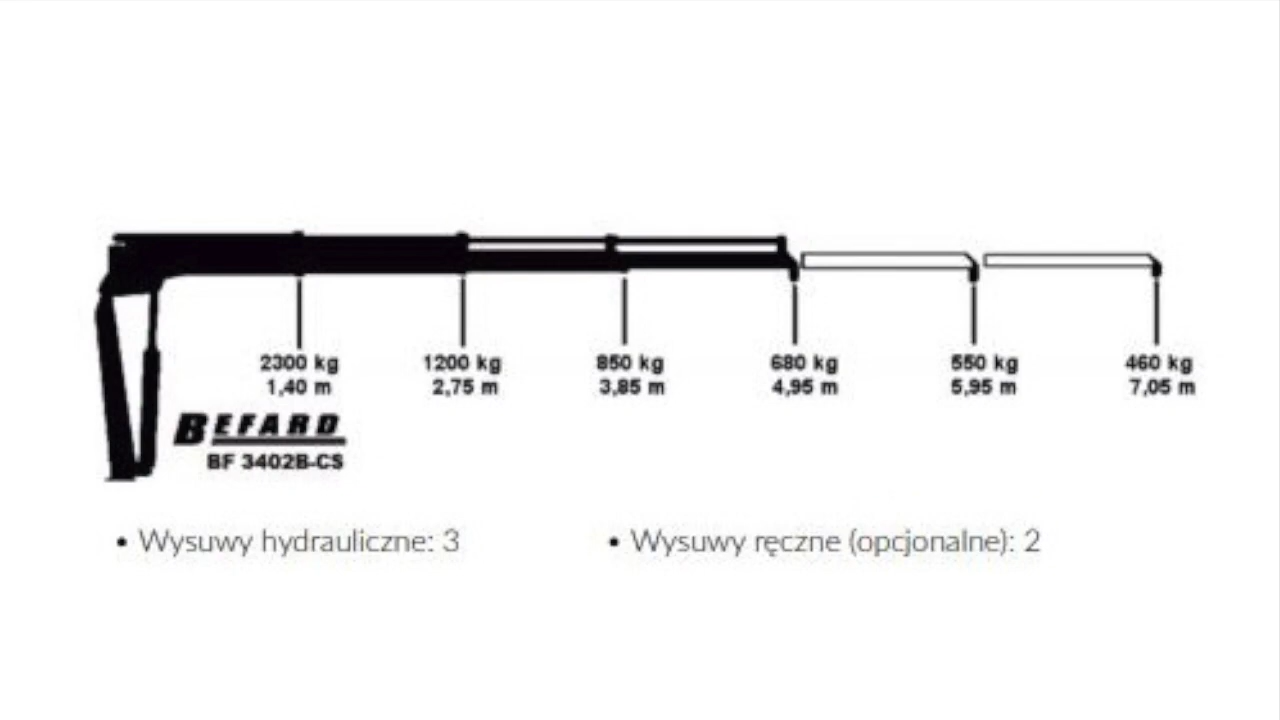 2300 kg 1200 kg 850 kg 680 kg 550 kg 460 kg
1,40 m 2,75 m 3,85 m 4,95 m 5,95 m 7,05 m
BEFARD
BF 3402B-CS
• Wysuwy hydrauliczne: 3 • Wysuwy ręczne (opcjonalne): 2